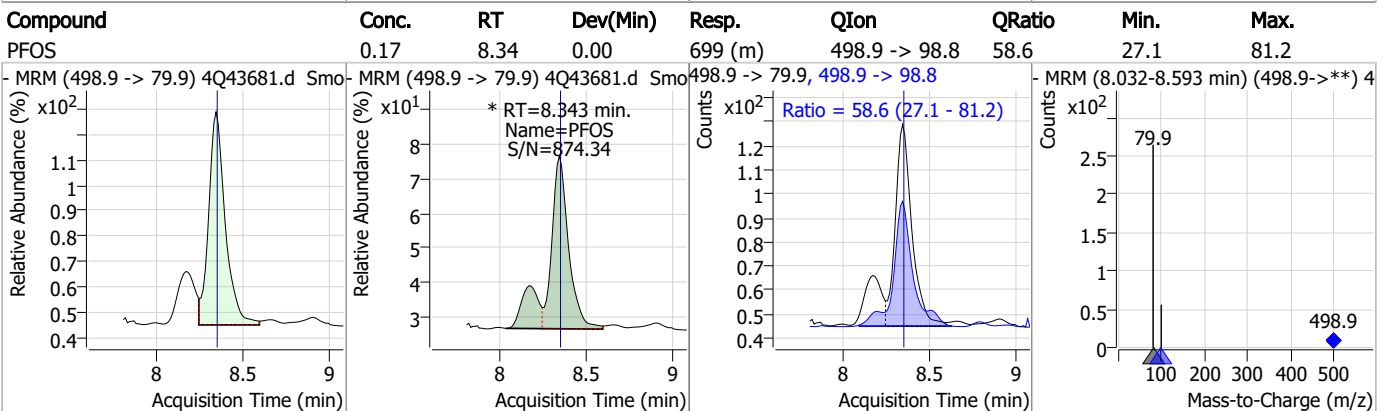 Compound Conc. RT Dev(Min) Resp. QIon QRatio Min. Max.
PFOS 0.17 8.34 0.00 699 (m) 498.9 -> 98.8 58.6 27.1 81.2
- MRM (498.9 -> 79.9) 4Q43681.d Smo
Relative Abundance (%)
x10²
1.1
1
0.9
0.8
0.7
0.6
0.5
0.4
8 8.5 9
Acquisition Time (min)
- MRM (498.9 -> 79.9) 4Q43681.d Smo
Relative Abundance (%)
x10¹
* RT=8.343 min.
Name=PFOS
S/N=874.34
8
7
6
5
4
3
8 8.5 9
Acquisition Time (min)
498.9 -> 79.9, 498.9 -> 98.8
Counts
x10²
Ratio = 58.6 (27.1 - 81.2)
1.2
1.1
1
0.9
0.8
0.7
0.6
0.5
0.4
8 8.5 9
Acquisition Time (min)
- MRM (8.032-8.593 min) (498.9->**) 4
Counts
x10²
79.9
2.5
2
1.5
1
0.5
498.9
0
100 200 300 400 500
Mass-to-Charge (m/z)